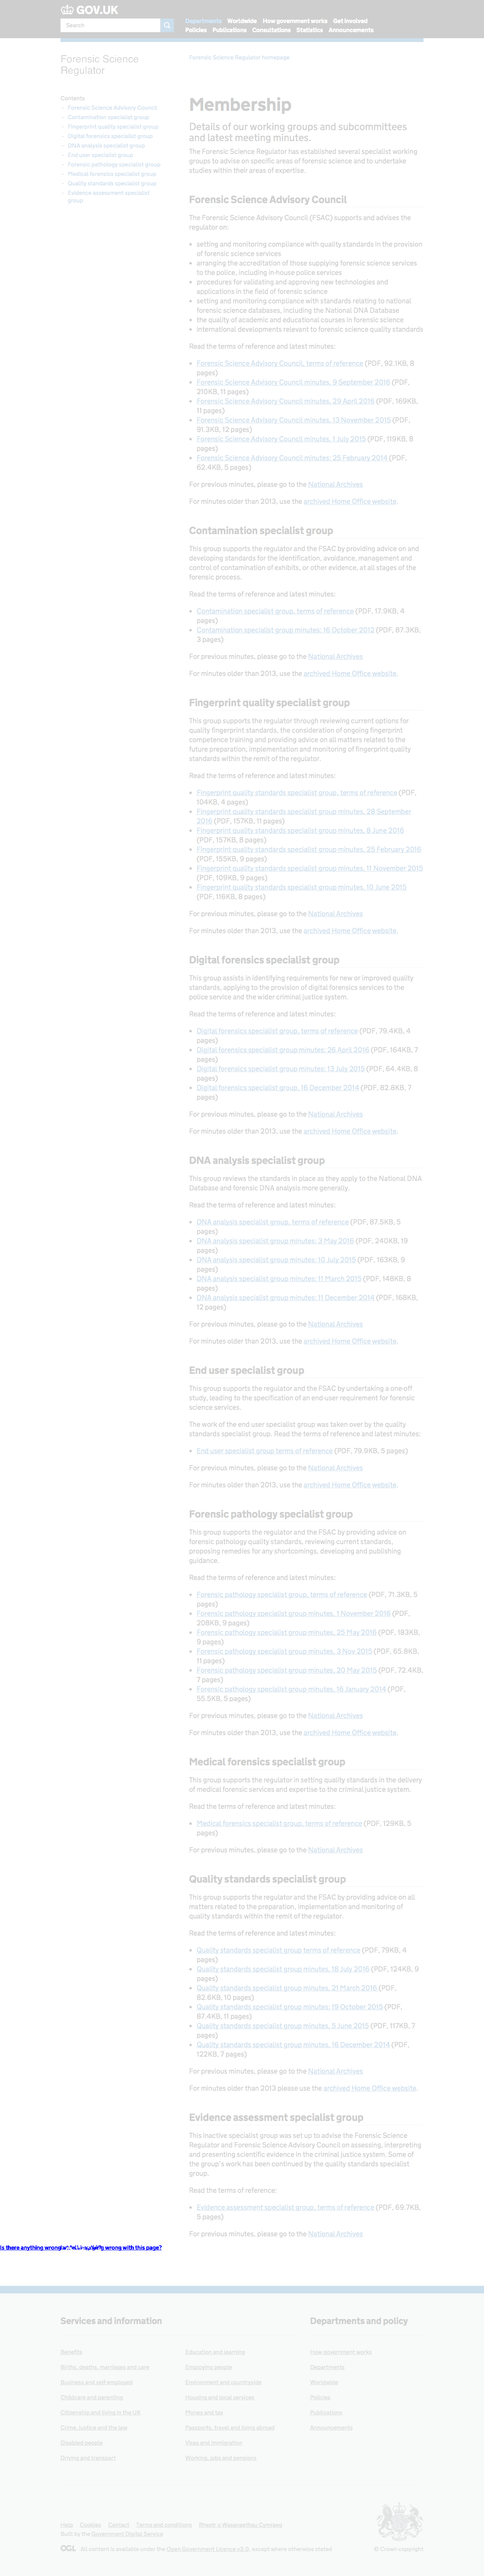 GOV.UK
Search
Departments Worldwide How government works Get involved
Policies Publications Consultations Statistics Announcements
Forensic Science
Regulator
Forensic Science Regulator homepage
Contents
Forensic Science Advisory Council
Contamination specialist group
Fingerprint quality specialist group
Digital forensics specialist group
DNA analysis specialist group
End user specialist group
Forensic pathology specialist group
Medical forensics specialist group
Quality standards specialist group
Evidence assessment specialist
group
Membership
Details of our working groups and subcommittees
and latest meeting minutes.
The Forensic Science Regulator has established several specialist working
groups to advise on specific areas of forensic science and to undertake
studies within their areas of expertise.
Forensic Science Advisory Council
The Forensic Science Advisory Council (FSAC) supports and advises the
regulator on:
setting and monitoring compliance with quality standards in the provision
of forensic science services
arranging the accreditation of those supplying forensic science services
to the police, including in-house police services
procedures for validating and approving new technologies and
applications in the field of forensic science
setting and monitoring compliance with standards relating to national
forensic science databases, including the National DNA Database
the quality of academic and educational courses in forensic science
international developments relevant to forensic science quality standards
Read the terms of reference and latest minutes:
Forensic Science Advisory Council, terms of reference (PDF, 92.1KB, 8
pages)
Forensic Science Advisory Council minutes, 9 September 2016 (PDF,
210KB, 11 pages)
Forensic Science Advisory Council minutes, 29 April 2016 (PDF, 169KB,
11 pages)
Forensic Science Advisory Council minutes, 13 November 2015 (PDF,
91.3KB, 12 pages)
Forensic Science Advisory Council minutes, 1 July 2015 (PDF, 119KB, 8
pages)
Forensic Science Advisory Council minutes: 25 February 2014 (PDF,
62.4KB, 5 pages)
For previous minutes, please go to the National Archives
For minutes older than 2013, use the archived Home Office website.
Contamination specialist group
This group supports the regulator and the FSAC by providing advice on and
developing standards for the identification, management, avoidance and
control of contamination of exhibits, or other evidence, at all stages of the
forensic process.
Read the terms of reference and latest minutes:
Contamination specialist group, terms of reference (PDF, 17.9KB, 4
pages)
Contamination specialist group minutes: 16 October 2012 (PDF, 87.3KB,
3 pages)
For previous minutes, please go to the National Archives
For minutes older than 2013, use the archived Home Office website.
Fingerprint quality specialist group
This group supports the regulator through reviewing current options for
quality fingerprint standards, the consideration of ongoing fingerprint
competence training and providing advice on all matters related to the
future preparation, implementation and monitoring of fingerprint quality
standards within the remit of the regulator.
Read the terms of reference and latest minutes:
Fingerprint quality standards specialist group, terms of reference (PDF,
104KB, 4 pages)
Fingerprint quality standards specialist group minutes, 28 September
2016 (PDF, 157KB, 11 pages)
Fingerprint quality standards specialist group minutes, 8 June 2016
(PDF, 157KB, 8 pages)
Fingerprint quality standards specialist group minutes, 25 February 2016
(PDF, 155KB, 9 pages)
Fingerprint quality standards specialist group minutes, 11 November 2015
(PDF, 109KB, 9 pages)
Fingerprint quality standards specialist group minutes, 10 June 2015
(PDF, 116KB, 8 pages)
For previous minutes, please go to the National Archives
For minutes older than 2013, use the archived Home Office website.
Digital forensics specialist group
This group assists in identifying requirements for new or improved quality
standards, applying to the provision of digital forensics services to the
police service and the wider criminal justice system.
Read the terms of reference and latest minutes:
Digital forensics specialist group, terms of reference (PDF, 79.4KB, 4
pages)
Digital forensics specialist group minutes: 26 April 2016 (PDF, 164KB, 7
pages)
Digital forensics specialist group minutes: 13 July 2015 (PDF, 64.4KB, 6
pages)
Digital forensics specialist group, 16 December 2014 (PDF, 82.8KB, 7
pages)
For previous minutes, please go to the National Archives
For minutes older than 2013, use the archived Home Office website.
DNA analysis specialist group
This group reviews the standards in place as they apply to the National DNA
Database and forensic DNA analysis more generally.
Read the terms of reference and latest minutes:
DNA analysis specialist group, terms of reference (PDF, 87.5KB, 5
pages)
DNA analysis specialist group minutes: 3 May 2016 (PDF, 240KB, 19
pages)
DNA analysis specialist group minutes: 10 July 2015 (PDF, 163KB, 9
pages)
DNA analysis specialist group minutes: 11 March 2015 (PDF, 148KB, 8
pages)
DNA analysis specialist group minutes: 11 December 2014 (PDF, 168KB,
12 pages)
For previous minutes, please go to the National Archives
For minutes older than 2013, use the archived Home Office website.
End user specialist group
This group supports the regulator and the FSAC by undertaking a one-off
study, leading to the specification of an end-user requirement for forensic
science services.
The work of the end user specialist group was taken over by the quality
standards specialist group. Read the terms of reference and latest minutes:
End user specialist group terms of reference (PDF, 79.9KB, 5 pages)
For previous minutes, please go to the National Archives
For minutes older than 2013, use the archived Home Office website.
Forensic pathology specialist group
This group supports the regulator and the FSAC by providing advice on
forensic pathology quality standards, reviewing current standards,
proposing remedies for any shortcomings, developing and publishing
guidance.
Read the terms of reference and latest minutes:
Forensic pathology specialist group, terms of reference (PDF, 71.3KB, 5
pages)
Forensic pathology specialist group minutes, 1 November 2016 (PDF,
208KB, 9 pages)
Forensic pathology specialist group minutes, 25 May 2016 (PDF, 183KB,
9 pages)
Forensic pathology specialist group minutes, 3 Nov 2015 (PDF, 65.8KB,
11 pages)
Forensic pathology specialist group minutes, 20 May 2015 (PDF, 72.4KB,
7 pages)
Forensic pathology specialist group minutes, 16 January 2014 (PDF,
55.5KB, 5 pages)
For previous minutes, please go to the National Archives
For minutes older than 2013, use the archived Home Office website.
Medical forensics specialist group
This group supports the regulator in setting quality standards in the delivery
of medical forensic services and expertise to the criminal justice system.
Read the terms of reference and latest minutes:
Medical forensics specialist group, terms of reference (PDF, 129KB, 5
pages)
For previous minutes, please go to the National Archives
Quality standards specialist group
This group supports the regulator and the FSAC by providing advice on all
matters related to the preparation, implementation and monitoring of
quality standards within the remit of the regulator.
Read the terms of reference and latest minutes:
Quality standards specialist group terms of reference (PDF, 79KB, 4
pages)
Quality standards specialist group minutes, 18 July 2016 (PDF, 124KB, 9
pages)
Quality standards specialist group minutes, 21 March 2016 (PDF,
82.6KB, 10 pages)
Quality standards specialist group minutes: 19 October 2015 (PDF,
87.4KB, 11 pages)
Quality standards specialist group minutes, 5 June 2015 (PDF, 117KB, 7
pages)
Quality standards specialist group minutes, 16 December 2014 (PDF,
122KB, 7 pages)
For previous minutes, please go to the National Archives
For minutes older than 2013 please use the archived Home Office website.
Evidence assessment specialist group
This inactive specialist group was set up to advise the Forensic Science
Regulator and Forensic Science Advisory Council on assessing, interpreting
and presenting scientific evidence in the criminal justice system. Some of
the group's work has been continued by the quality standards specialist
group.
Read the terms of reference:
Evidence assessment specialist group, terms of reference (PDF, 69.7KB,
5 pages)
For previous minutes, please go to the National Archives
Is there anything wrong wrong with this page?
Services and information
Departments and policy
Benefits
Births, deaths, marriages and care
Business and self-employed
Childcare and parenting
Citizenship and living in the UK
Crime, justice and the law
Disabled people
Driving and transport
Education and learning
Employing people
Environment and countryside
Housing and local services
Money and tax
Passports, travel and living abroad
Visas and immigration
Working, jobs and pensions
How government works
Departments
Worldwide
Policies
Publications
Announcements
Help Cookies Contact Terms and conditions Rhestr o Wasanaethau Cymraeg
Built by the Government Digital Service
OGL All content is available under the Open Government Licence v3.0, except where otherwise stated
© Crown copyright